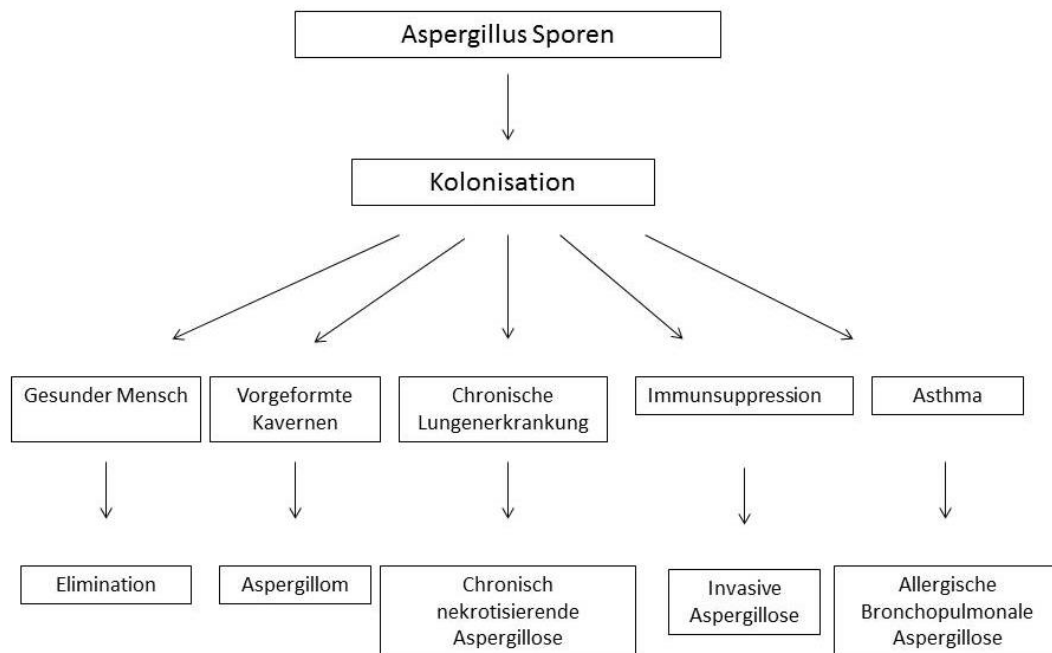 Aspergillus Sporen
Kolonisation
Gesunder Mensch
Vorgeformte
Kavernen
Chronische
Lungenerkrankung
Immunsuppression
Asthma
Elimination
Aspergillom
Chronisch
nekrotisierende
Aspergillose
Invasive
Aspergillose
Allergische
Bronchopulmonale
Aspergillose